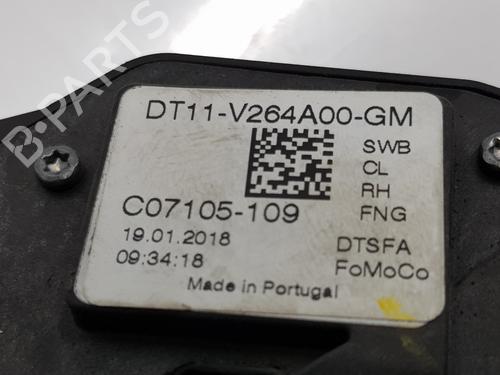 DT11-V264A00-GM
SWB
CL
RH
FNG
C07105-109
19.01.2018
09:34:18
DTSFA
FoMoCo
Made in Portugal